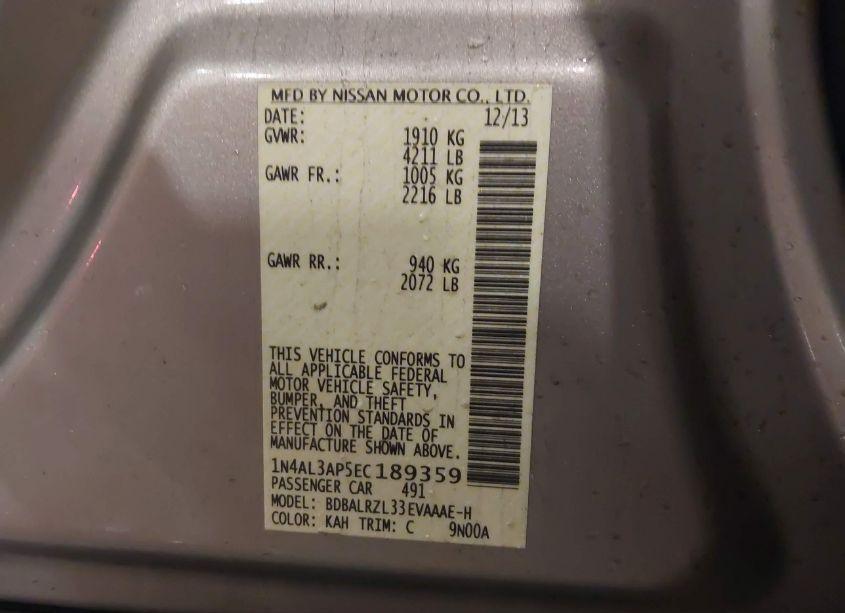 MFD BY NISSAN MOTOR CO., LTD.
DATE: 12/13
GVWR: 1910 KG
4211 LB
GAWR FR.: 1005 KG
2216 LB
GAWR RR.: 940 KG
2072 LB
THIS VEHICLE CONFORMS TO
ALL APPLICABLE FEDERAL
MOTOR VEHICLE SAFETY,
BUMPER, AND THEFT
PREVENTION STANDARDS IN
EFFECT ON THE DATE OF
MANUFACTURE SHOWN ABOVE.
1N4AL3AP5EC189359
PASSENGER CAR 491
MODEL: BDBALRZL33EVAAAE-H
COLOR: KAH TRIM: C 9N00A